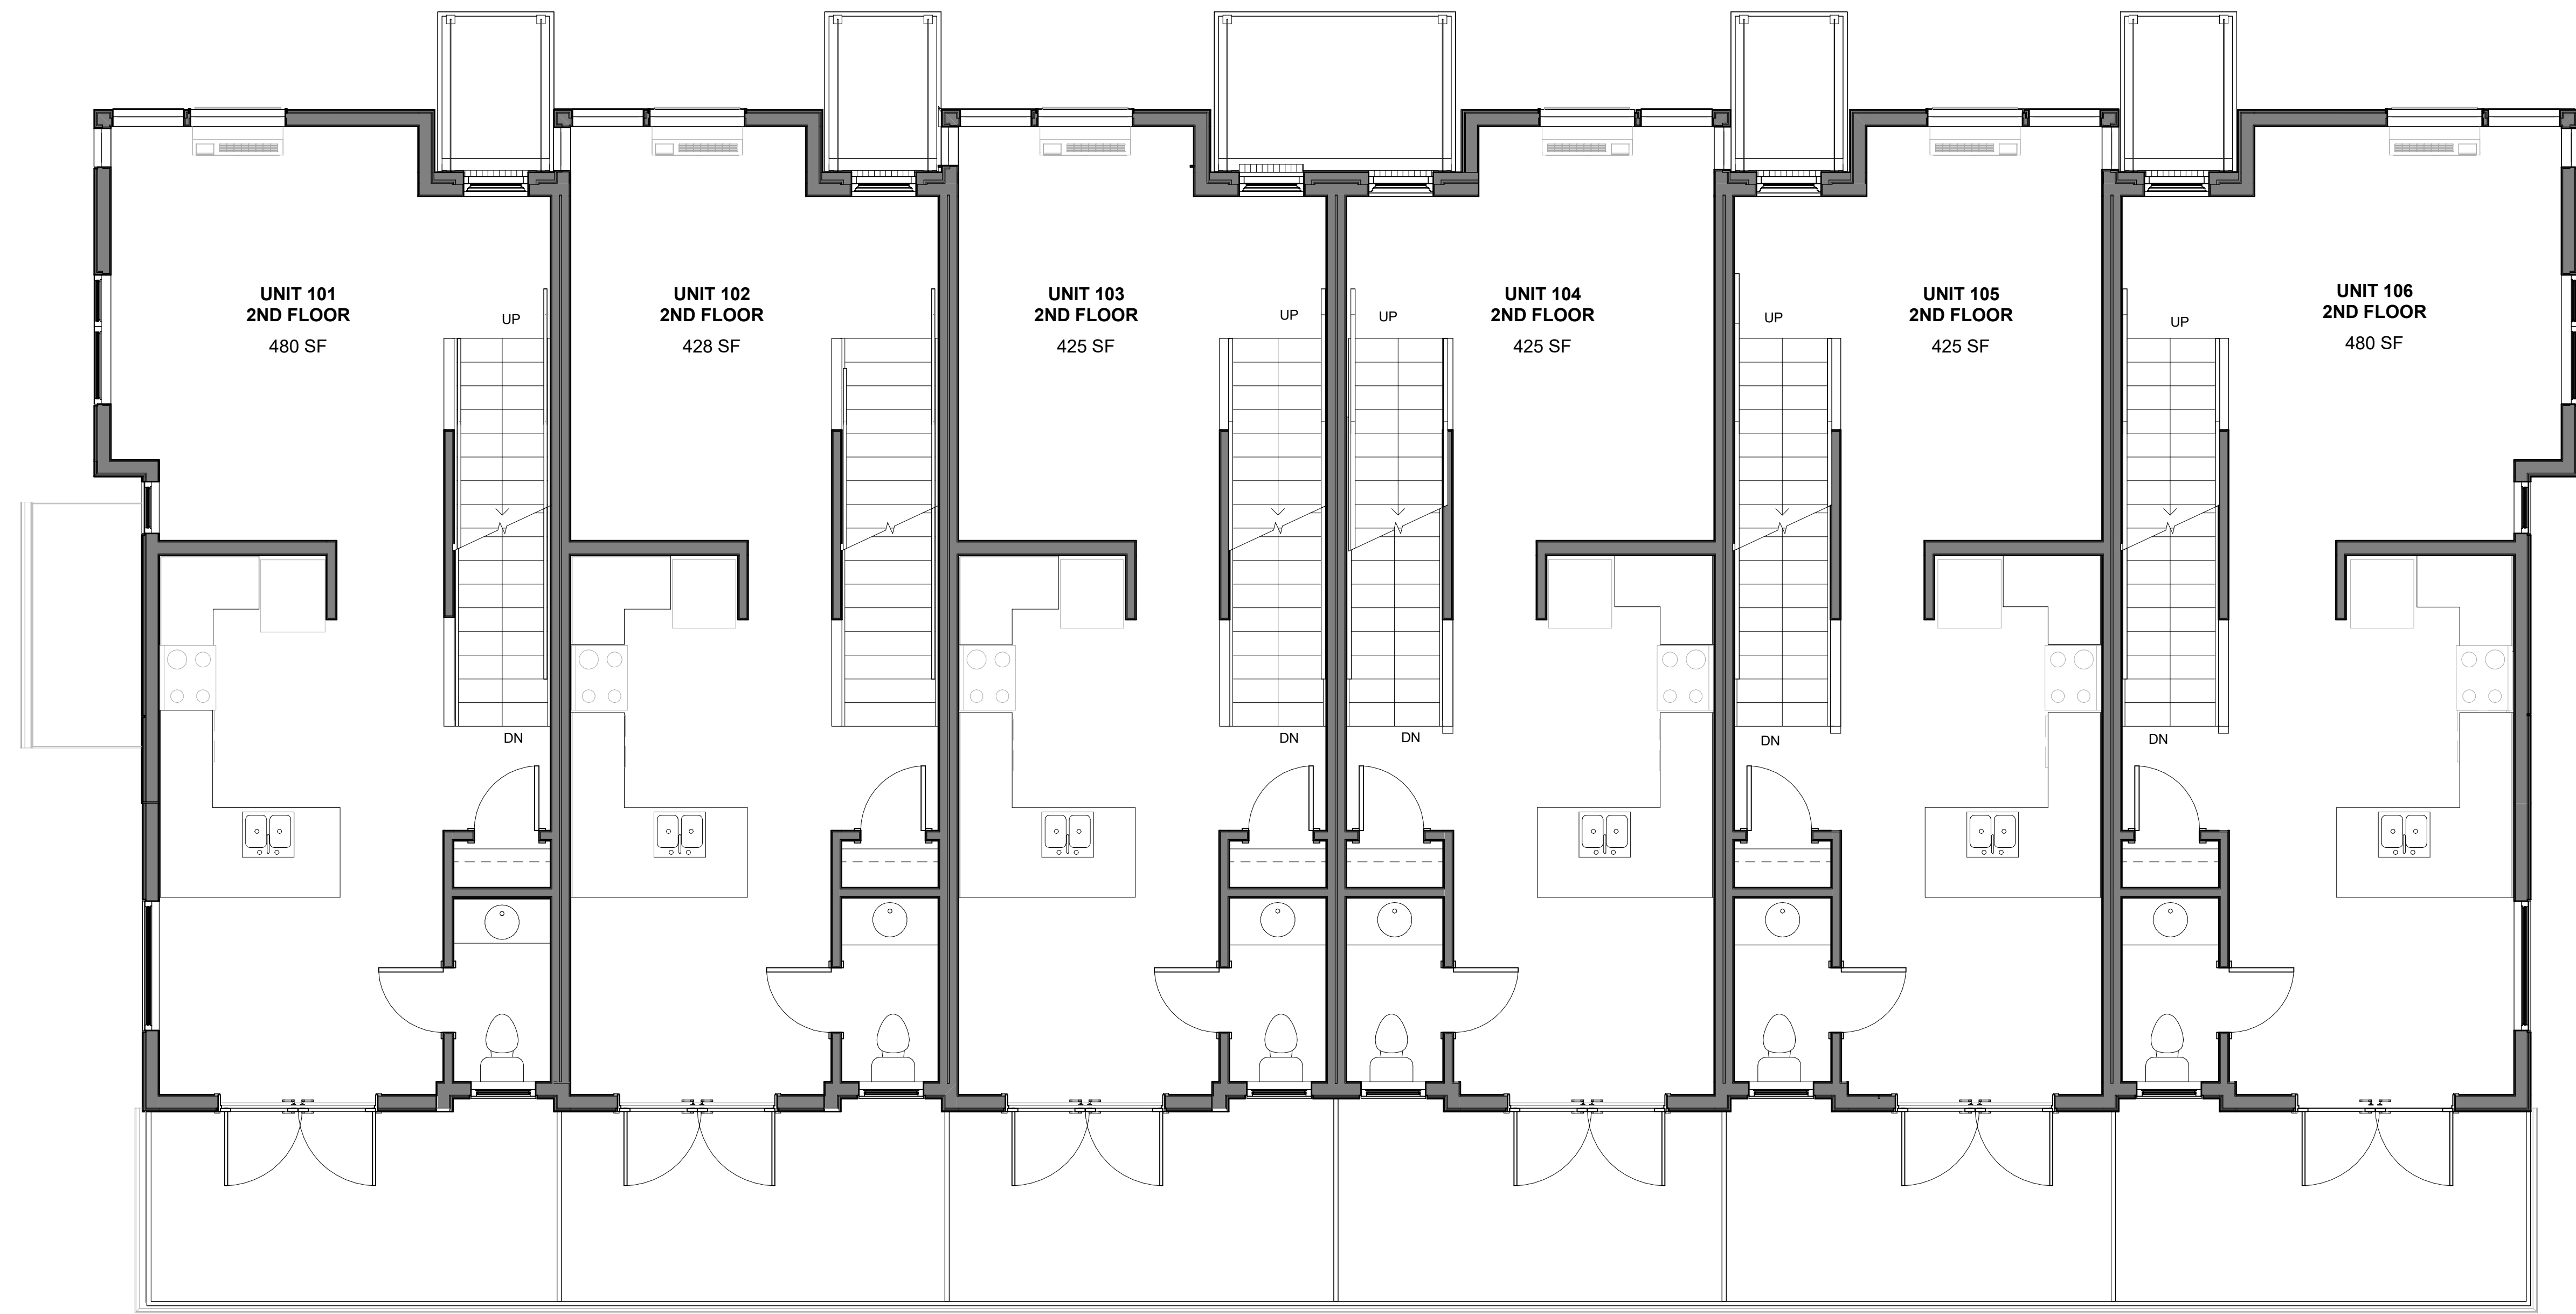 UNIT 101
2ND FLOOR
480 SF
UP
DN
UNIT 102
2ND FLOOR
428 SF
UNIT 103
2ND FLOOR
425 SF
UP
DN
UP
DN
UNIT 104
2ND FLOOR
425 SF
UP
DN
UNIT 105
2ND FLOOR
425 SF
UP
DN
UNIT 106
2ND FLOOR
480 SF